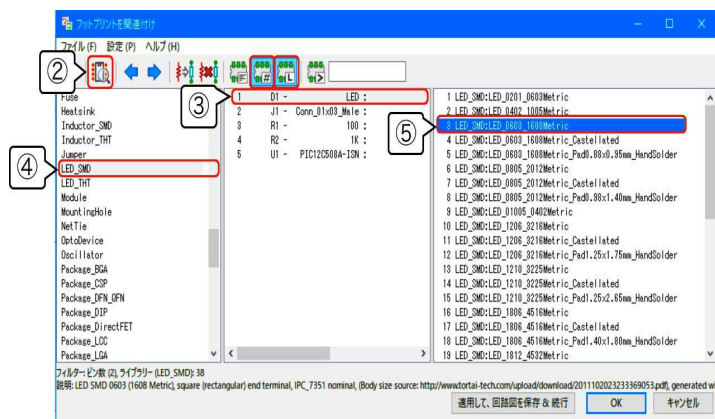 フットプリントを関連付け
ファイル(F) 設定(P) ヘルプ(H)
②
③
④
⑤
Fuse
Heatsink
Inductor_SMD
Inductor_THT
Jumper
LED_SMD
LED_THT
Module
MountingHole
NetTie
OptoDevice
Oscillator
Package_BGA
Package_CSP
Package_DFN_QFN
Package_DIP
Package_DirectFET
Package_LCC
Package_LGA
1 D1 - LED :
2 J1 - Conn_01x03_Male :
3 R1 - 100 :
4 R2 - 1K :
5 U1 - PIC12C508A-ISN :
1 LED_SMD:LED_0201_0603Metric
2 LED_SMD:LED_0402_1005Metric
3 LED_SMD:LED_0603_1608Metric
4 LED_SMD:LED_0603_1608Metric_Castellated
5 LED_SMD:LED_0603_1608Metric_Pad0.88x0.95mm_HandSolder
6 LED_SMD:LED_0805_2012Metric
7 LED_SMD:LED_0805_2012Metric_Castellated
8 LED_SMD:LED_0805_2012Metric_Pad0.98x1.40mm_HandSolder
9 LED_SMD:LED_01005_0402Metric
10 LED_SMD:LED_1206_3216Metric
11 LED_SMD:LED_1206_3216Metric_Castellated
12 LED_SMD:LED_1206_3216Metric_Pad1.25x1.75mm_HandSolder
13 LED_SMD:LED_1210_3225Metric
14 LED_SMD:LED_1210_3225Metric_Castellated
15 LED_SMD:LED_1210_3225Metric_Pad1.25x2.65mm_HandSolder
16 LED_SMD:LED_1806_4516Metric
17 LED_SMD:LED_1806_4516Metric_Castellated
18 LED_SMD:LED_1806_4516Metric_Pad1.40x1.80mm_HandSolder
19 LED_SMD:LED_1812_4532Metric
フィルター: ピン数 (2), ライブラリー (LED_SMD): 38
説明: LED SMD 0603 (1608 Metric), square (rectangular) end terminal, IPC_7351 nominal, (Body size source: http://www.tortai-tech.com/upload/download/2011102023233369053.pdf), generated wi
適用して、回路図を保存 & 続行 OK キャンセル